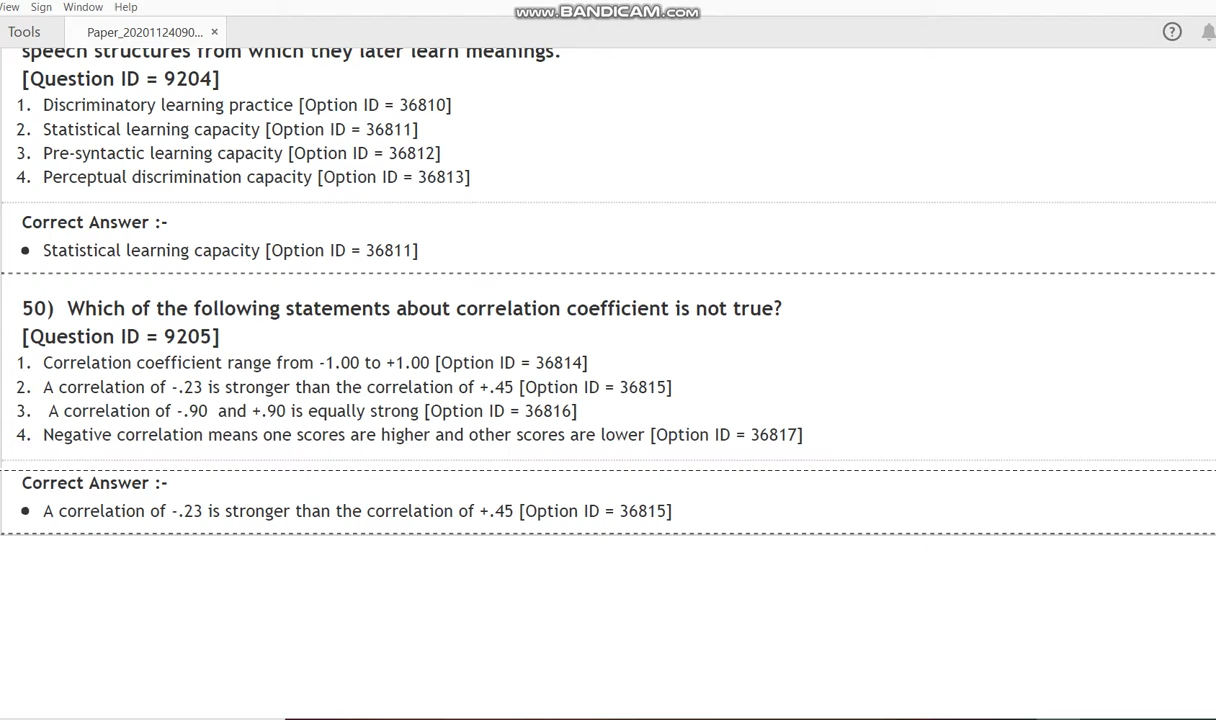 View Sign Window Help
www.BANDICAM.com
Tools Paper_20201124090... ×
?
speech structures from which they later learn meanings.
[Question ID = 9204]
1. Discriminatory learning practice [Option ID = 36810]
2. Statistical learning capacity [Option ID = 36811]
3. Pre-syntactic learning capacity [Option ID = 36812]
4. Perceptual discrimination capacity [Option ID = 36813]
Correct Answer :-
• Statistical learning capacity [Option ID = 36811]
50) Which of the following statements about correlation coefficient is not true?
[Question ID = 9205]
1. Correlation coefficient range from -1.00 to +1.00 [Option ID = 36814]
2. A correlation of -.23 is stronger than the correlation of +.45 [Option ID = 36815]
3. A correlation of -.90 and +.90 is equally strong [Option ID = 36816]
4. Negative correlation means one scores are higher and other scores are lower [Option ID = 36817]
Correct Answer :-
• A correlation of -.23 is stronger than the correlation of +.45 [Option ID = 36815]